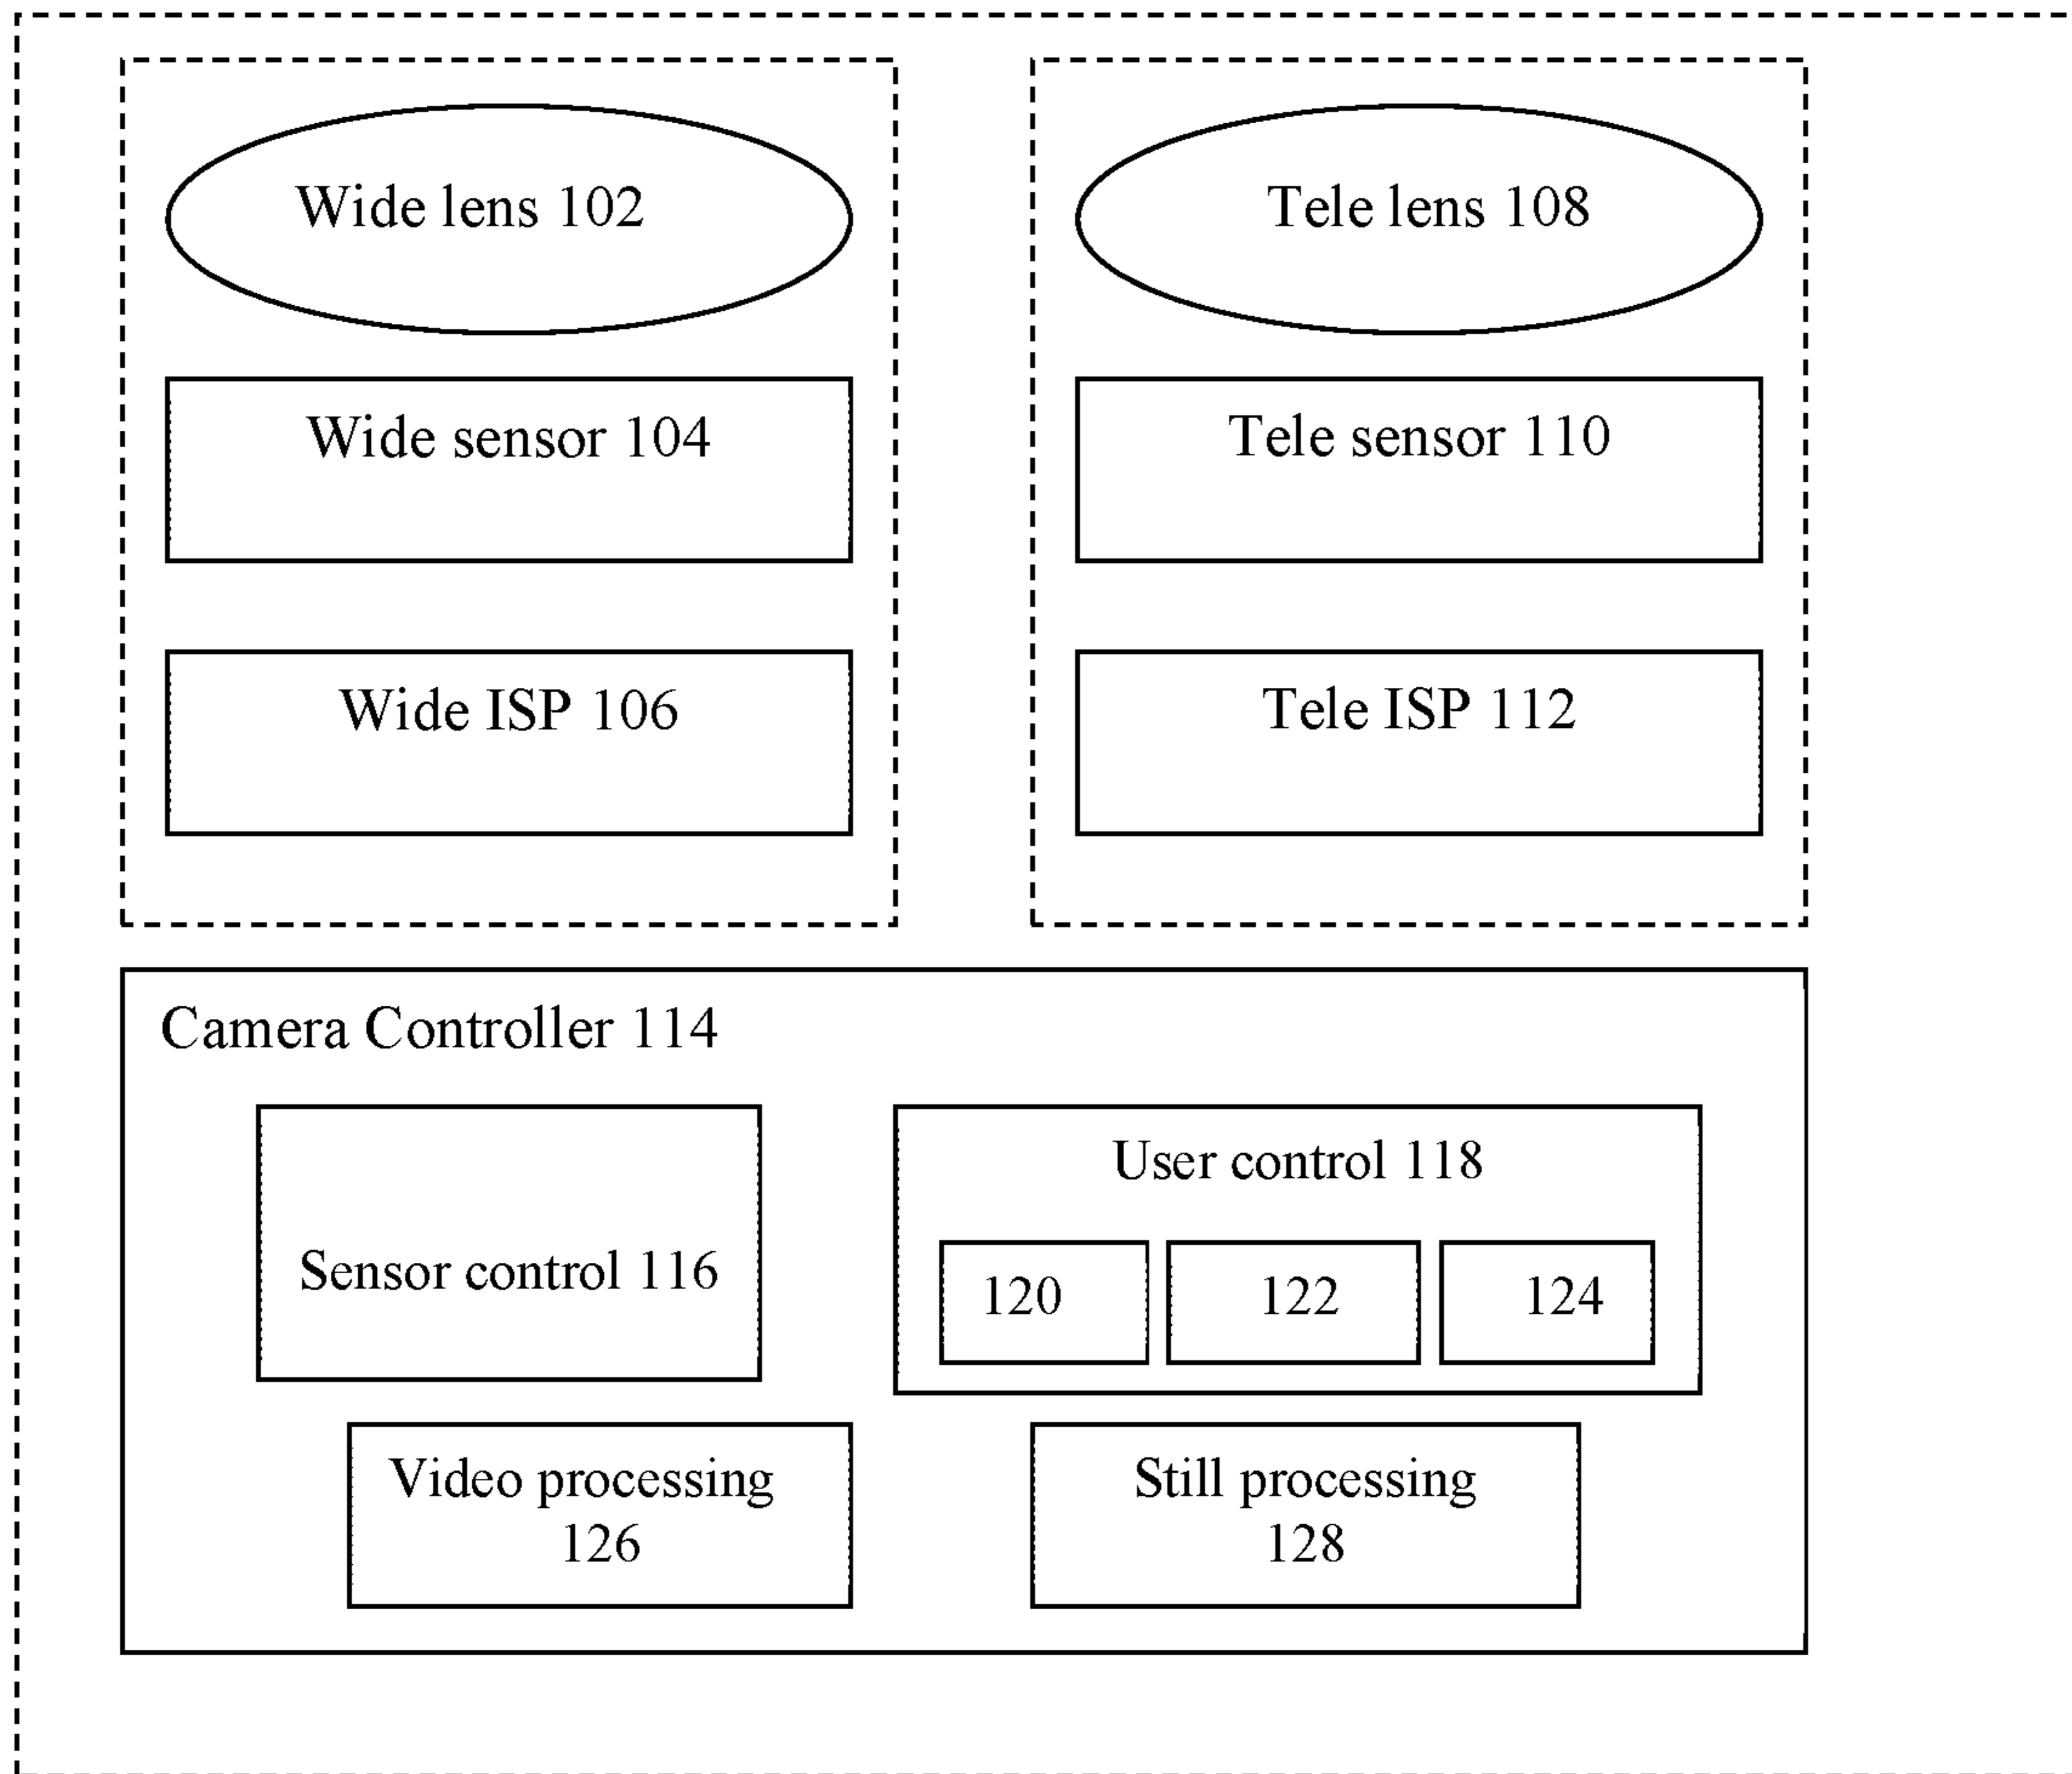 Wide lens 102
Tele lens 108
Wide sensor 104
Tele sensor 110
Wide ISP 106
Tele ISP 112
Camera Controller 114
Sensor control 116
User control 118
120
122
124
Video processing
126
Still processing
128